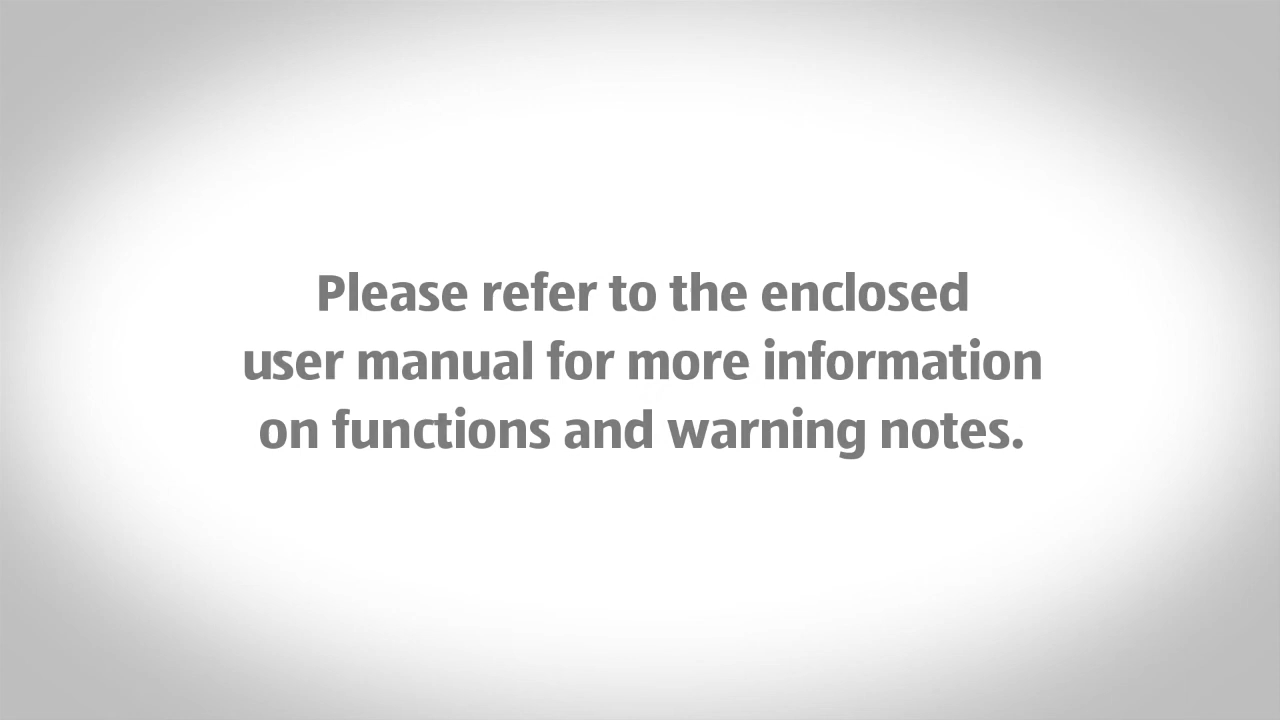 Please refer to the enclosed
user manual for more information
on functions and warning notes.